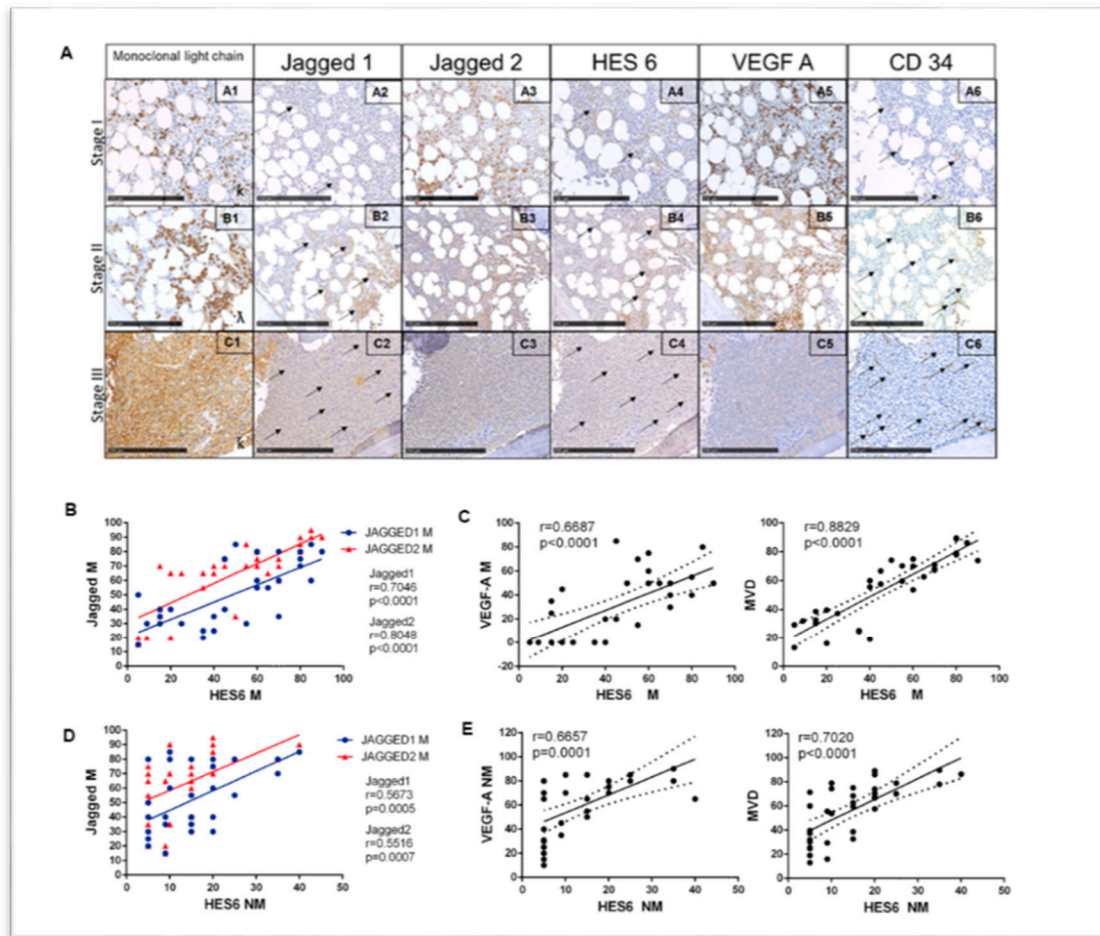 A
Monoclonal light chain Jagged 1 Jagged 2 HES 6 VEGF A CD 34
Stage I
A1 A2 A3 A4 A5 A6
k
Stage II
B1 B2 B3 B4 B5 B6
λ
Stage III
C1 C2 C3 C4 C5 C6
k
B
Jagged M
100
90
80
70
60
50
40
30
20
10
0
0 20 40 60 80 100
HES6 M
JAGGED1 M
JAGGED2 M
Jagged1
r=0.7046
p<0.0001
Jagged2
r=0.8048
p<0.0001
C
r=0.6687
p<0.0001
VEGF-A M
100
80
60
40
20
0
-20
0 20 40 60 80 100
HES6 M
r=0.8829
p<0.0001
MVD
100
80
60
40
20
0
0 20 40 60 80 100
HES6 M
D
Jagged M
100
90
80
70
60
50
40
30
20
10
0
0 10 20 30 40 50
HES6 NM
JAGGED1 M
JAGGED2 M
Jagged1
r=0.5673
p=0.0005
Jagged2
r=0.5516
p=0.0007
E
r=0.6657
p=0.0001
VEGF-A NM
120
100
80
60
40
20
0
0 10 20 30 40 50
HES6 NM
r=0.7020
p<0.0001
MVD
120
100
80
60
40
20
0
0 10 20 30 40 50
HES6 NM